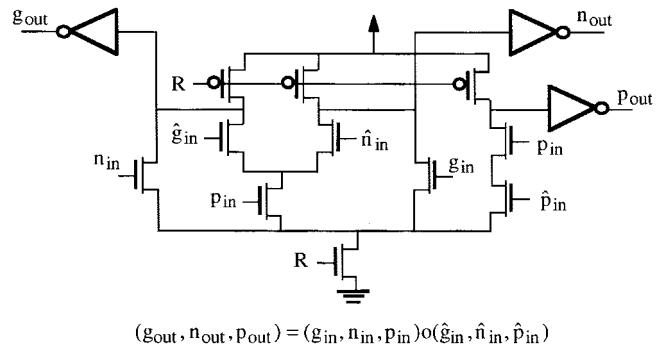 g_out
n_out
R
p_out
ĝ_in
n̂_in
p_in
n_in
g_in
p_in
p̂_in
R
(g_out, n_out, p_out) = (g_in, n_in, p_in)o(ĝ_in, n̂_in, p̂_in)